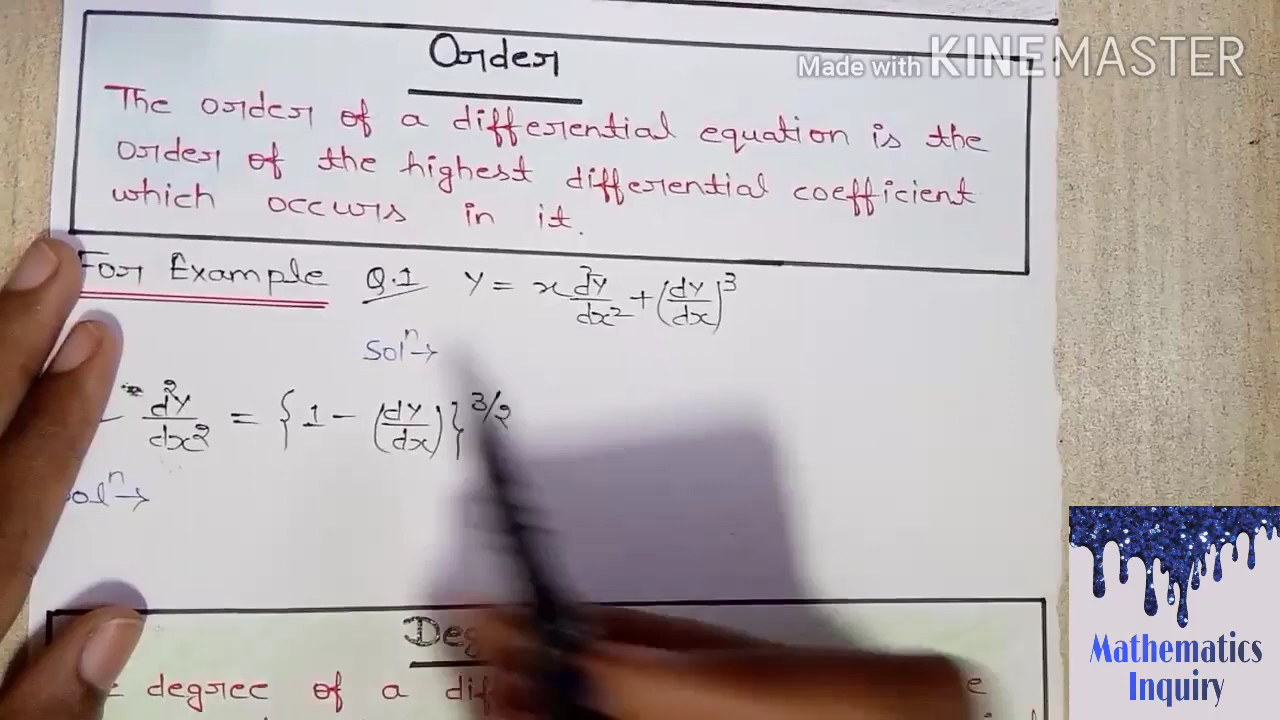 Order
Made with KINEMASTER
The order of a differential equation is the
order of the highest differential coefficient
which occurs in it.
For Example Q.1 y = x d²y/dx² + (dy/dx)³
Solⁿ→
d²y/dx² = {1 - (dy/dx)}^3/2
Solⁿ→
degree of a
Mathematics
Inquiry